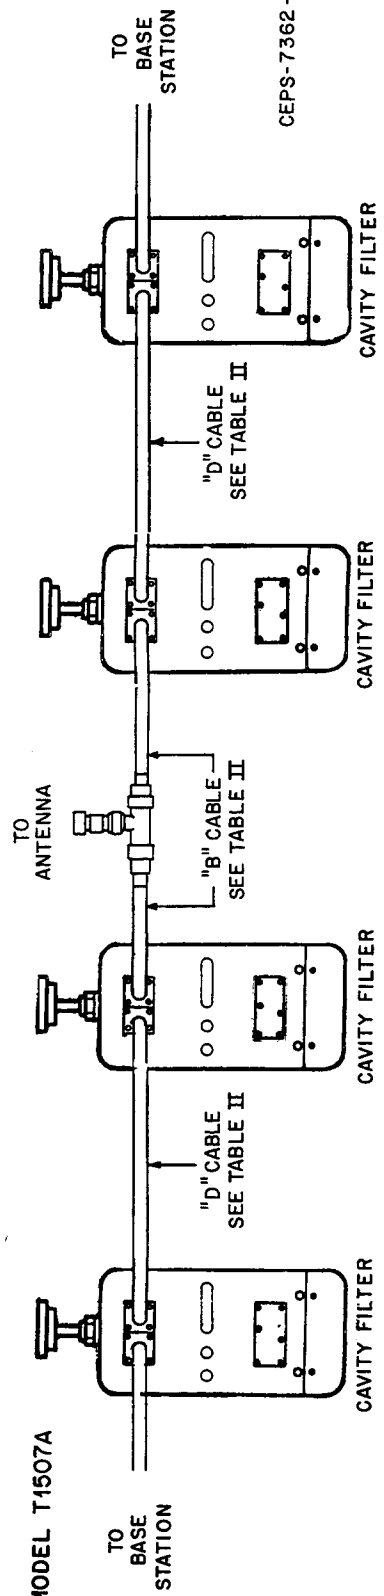 MODEL T1507A
TO
BASE
STATION
CAVITY FILTER
"D" CABLE
SEE TABLE II
CAVITY FILTER
TO
ANTENNA
"B" CABLE
SEE TABLE II
CAVITY FILTER
"D" CABLE
SEE TABLE II
CAVITY FILTER
TO
BASE
STATION
CEPS-7362-